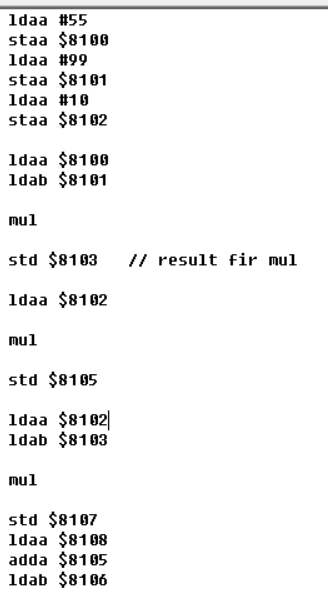 ldaa #55
staa $8100
ldaa #99
staa $8101
ldaa #10
staa $8102
ldaa $8100
ldab $8101
mul
std $8103 // result fir mul
ldaa $8102
mul
std $8105
ldaa $8102
ldab $8103
mul
std $8107
ldaa $8108
adda $8105
ldab $8106